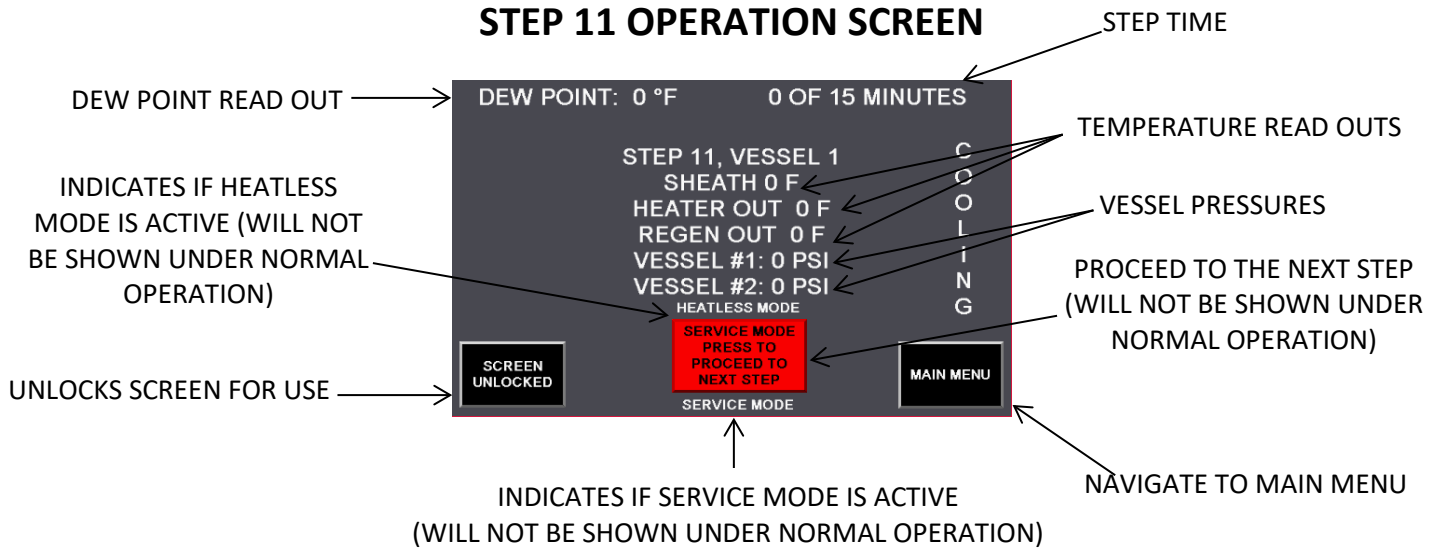 STEP 11 OPERATION SCREEN
STEP TIME
DEW POINT READ OUT
DEW POINT: 0 °F
0 OF 15 MINUTES
TEMPERATURE READ OUTS
INDICATES IF HEATLESS
MODE IS ACTIVE (WILL NOT
BE SHOWN UNDER NORMAL
OPERATION)
STEP 11, VESSEL 1
SHEATH 0 F
HEATER OUT 0 F
REGEN OUT 0 F
VESSEL #1: 0 PSI
VESSEL #2: 0 PSI
HEATLESS MODE
COOLING
VESSEL PRESSURES
PROCEED TO THE NEXT STEP
(WILL NOT BE SHOWN UNDER
NORMAL OPERATION)
SERVICE MODE
PRESS TO
PROCEED TO
NEXT STEP
SCREEN
UNLOCKED
MAIN MENU
UNLOCKS SCREEN FOR USE
SERVICE MODE
NAVIGATE TO MAIN MENU
INDICATES IF SERVICE MODE IS ACTIVE
(WILL NOT BE SHOWN UNDER NORMAL OPERATION)